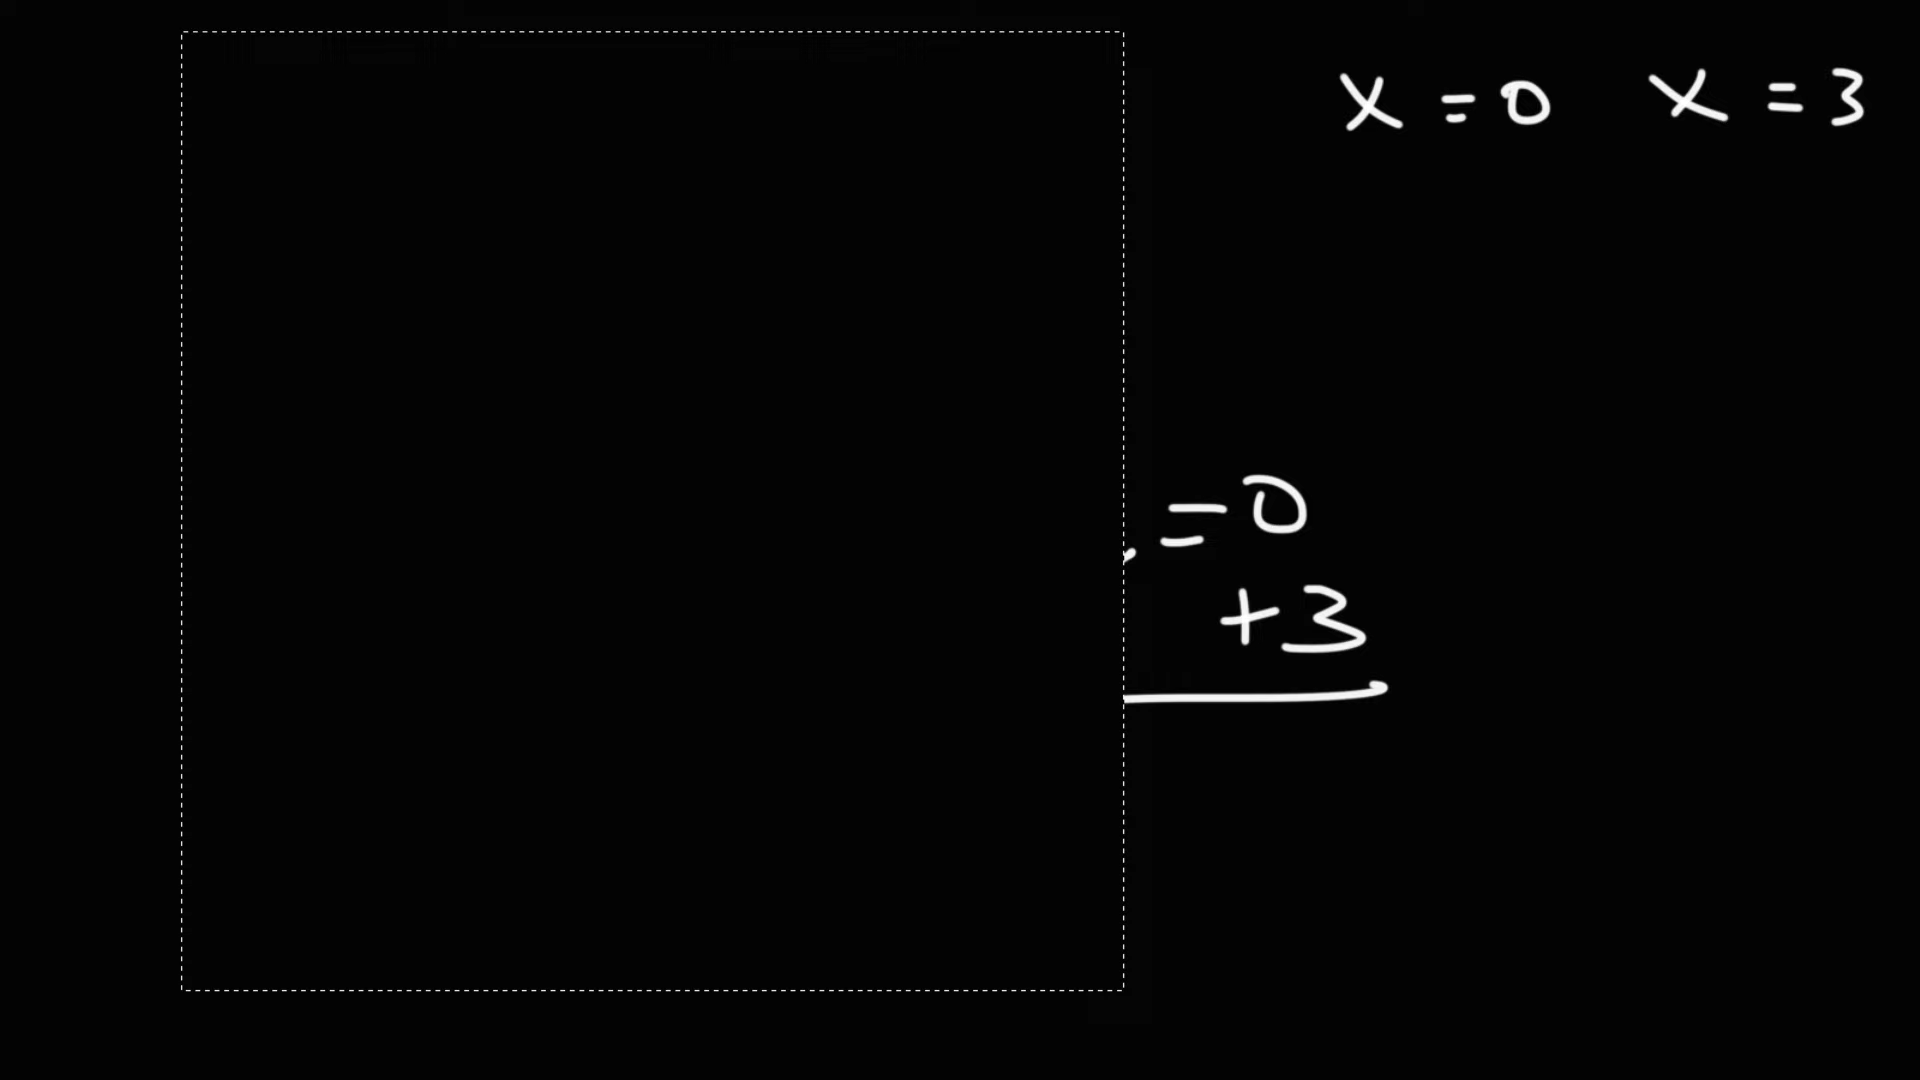 x = 0 x = 3
= 0
+ 3